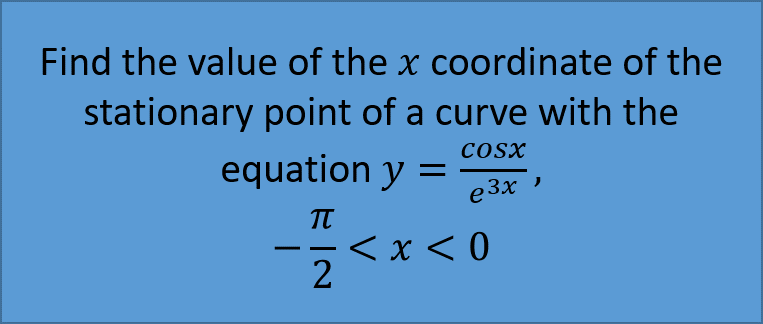 Find the value of the x coordinate of the
stationary point of a curve with the
equation y = cosx / e^{3x},
−π/2 < x < 0